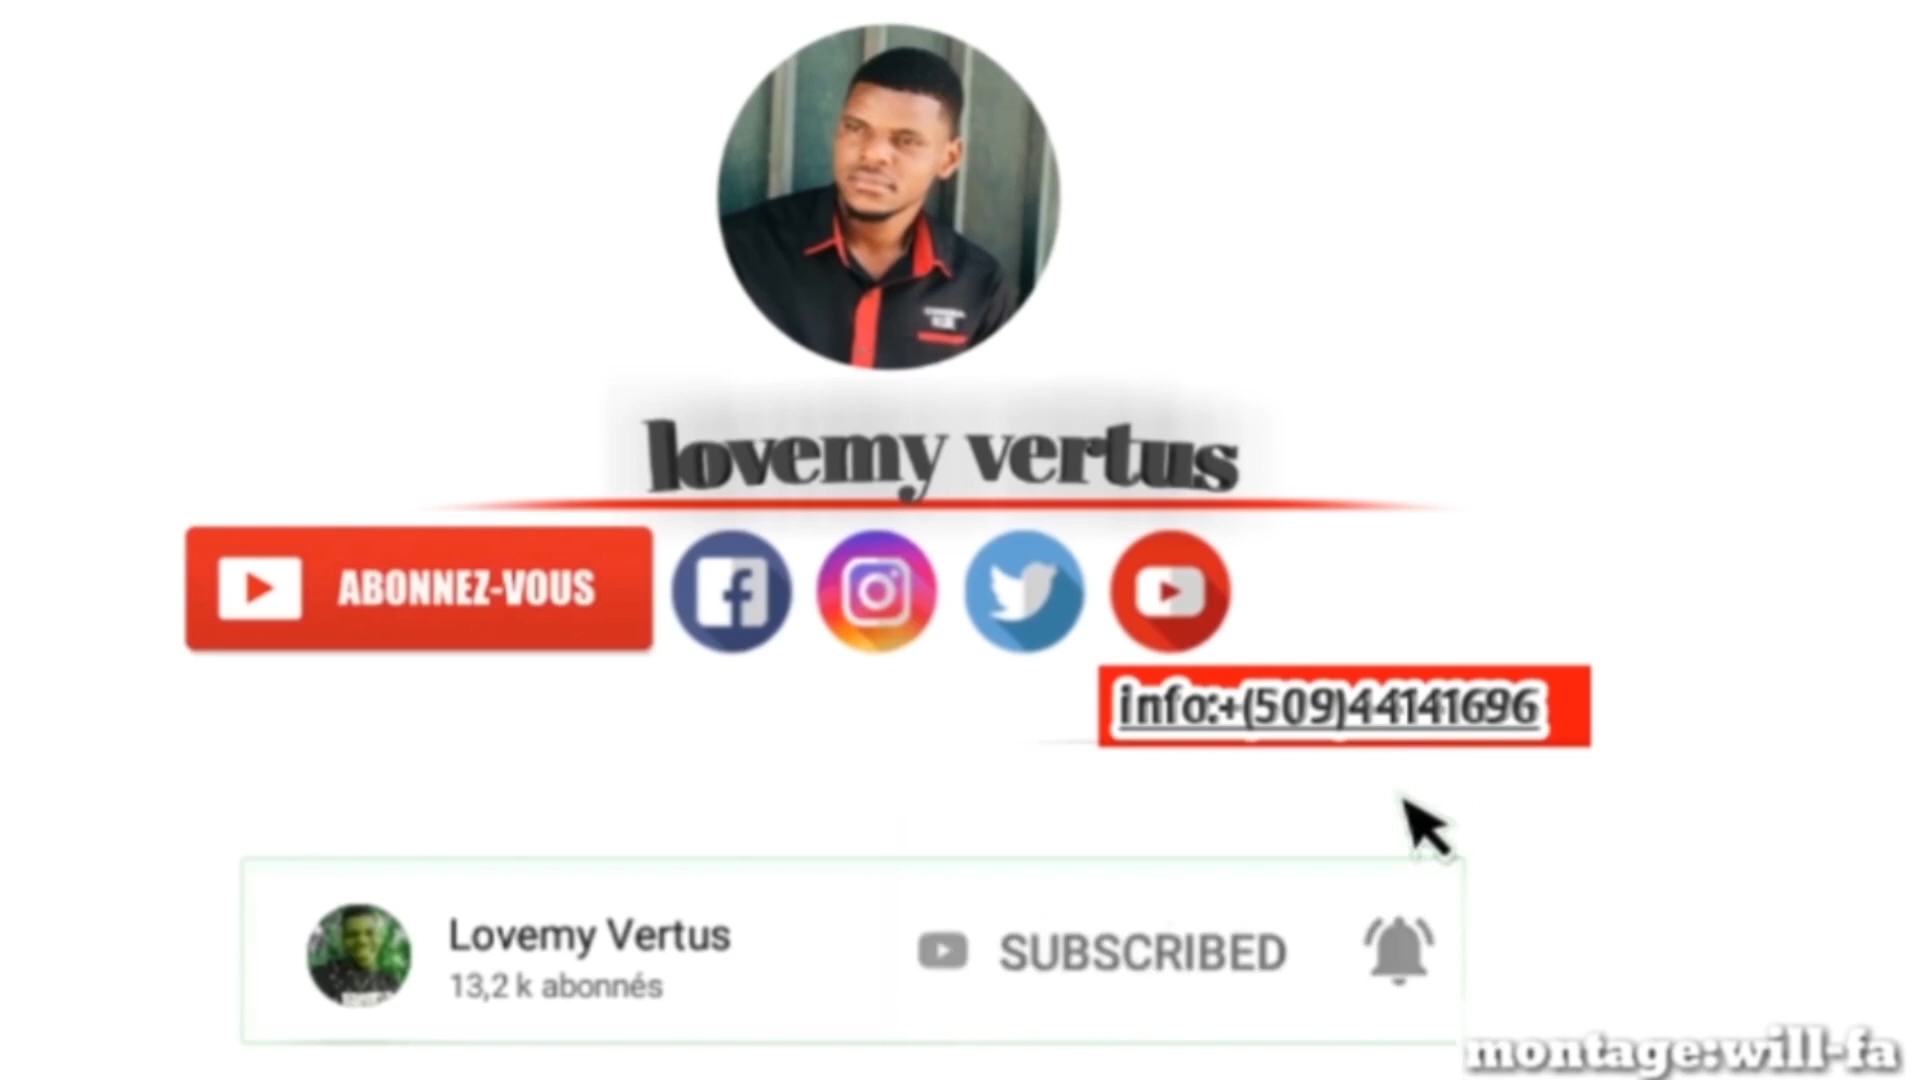 lovemy vertus
ABONNEZ-VOUS
info:+(509)44141696
Lovemy Vertus
13,2 k abonnés
SUBSCRIBED
montage:will-fa